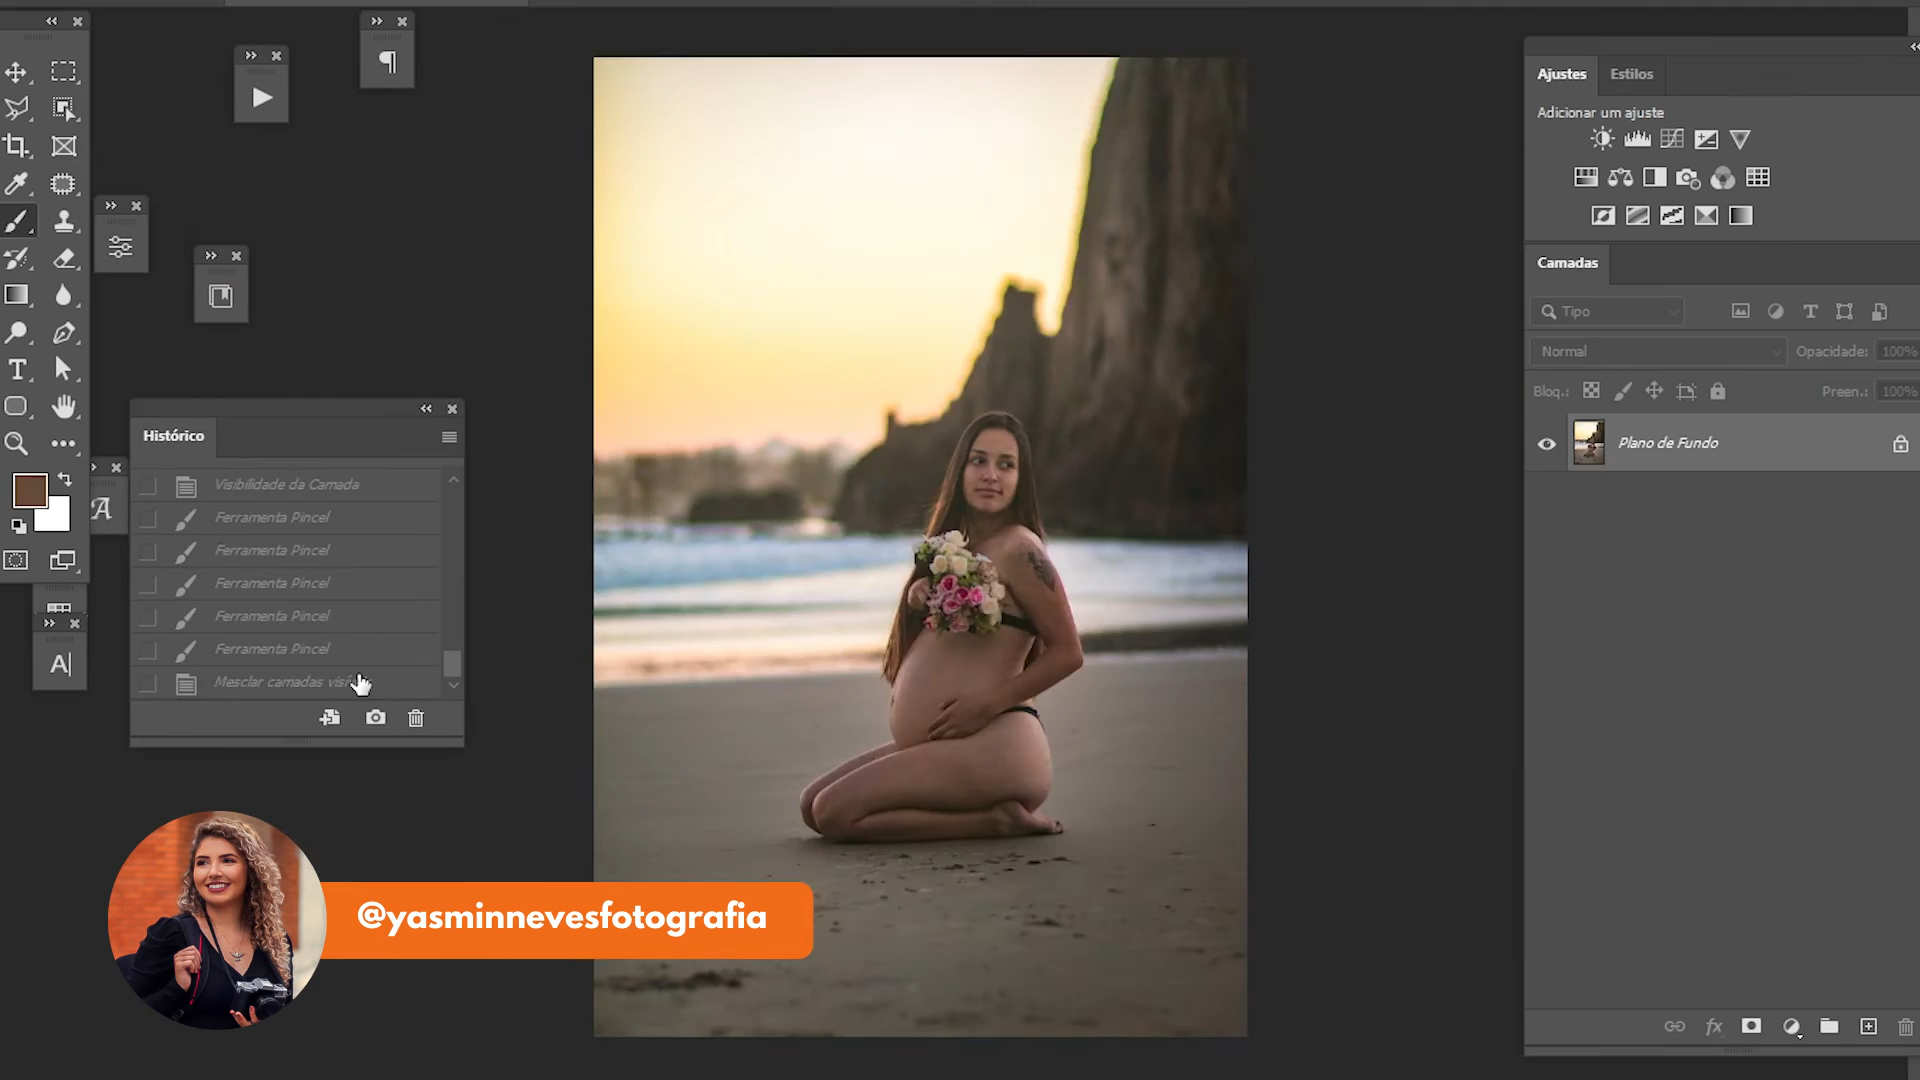 Histórico
Visibilidade da Camada
Ferramenta Pincel
Ferramenta Pincel
Ferramenta Pincel
Ferramenta Pincel
Ferramenta Pincel
Mesclar camadas
@yasminnevesfotografia
Ajustes
Estilos
Adicionar um ajuste
Camadas
Tipo
Normal
Opacidade: 100%
Bloq.:
Preen.: 100%
Plano de Fundo